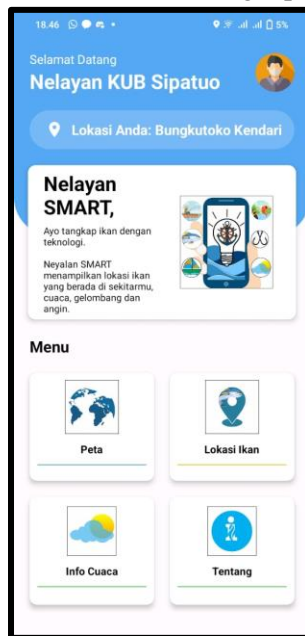 18.46
5%
Selamat Datang
Nelayan KUB Sipatuo
Lokasi Anda: Bungkutoko Kendari
Nelayan
SMART,
Ayo tangkap ikan dengan
teknologi.
Neyalan SMART
menampilkan lokasi ikan
yang berada di sekitarmu,
cuaca, gelombang dan
angin.
Menu
Peta
Lokasi Ikan
Info Cuaca
Tentang